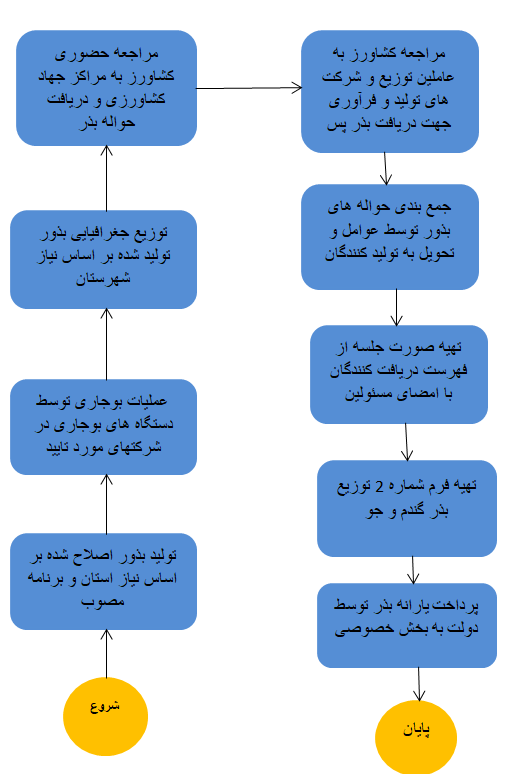 مراجعه حضوری
کشاورز به مراکز جهاد
کشاورزی و دریافت
حواله بذر
مراجعه کشاورز به
عاملین توزیع و شرکت
های تولید و فرآوری
جهت دریافت بذر پس
توزیع جغرافیایی بذور
تولید شده بر اساس نیاز
شهرستان
جمع بندی حواله های
بذور توسط عوامل و
تحویل به تولید کنندگان
عملیات بوجاری توسط
دستگاه های بوجاری در
شرکتهای مورد تایید
تهیه صورت جلسه از
فهرست دریافت کنندگان
با امضای مسئولین
تهیه فرم شماره 2 توزیع
بذر گندم و جو
تولید بذور اصلاح شده بر
اساس نیاز استان و برنامه
مصوب
پرداخت یارانه بذر توسط
دولت به بخش خصوصی
شروع
پایان